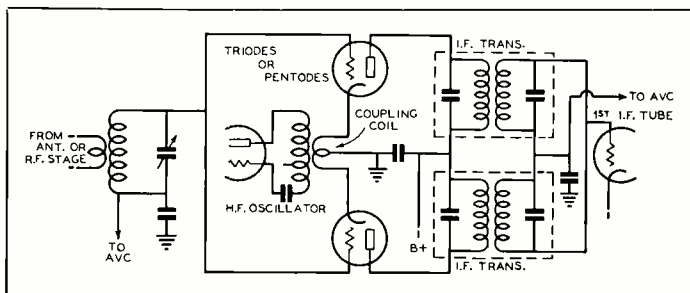 TRIODES
OR
PENTODES
I.F. TRANS.
TO AVC
1ST I.F. TUBE
COUPLING
COIL
FROM
ANT. OR
R.F. STAGE
H.F. OSCILLATOR
TO
AVC
B+
I.F. TRANS.